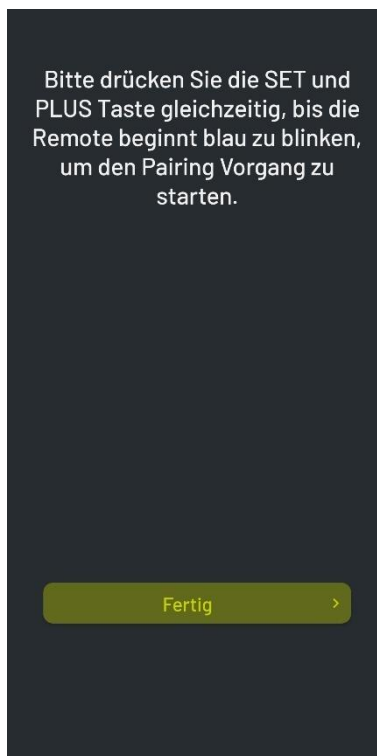 Bitte drücken Sie die SET und
PLUS Taste gleichzeitig, bis die
Remote beginnt blau zu blinken,
um den Pairing Vorgang zu
starten.
Fertig